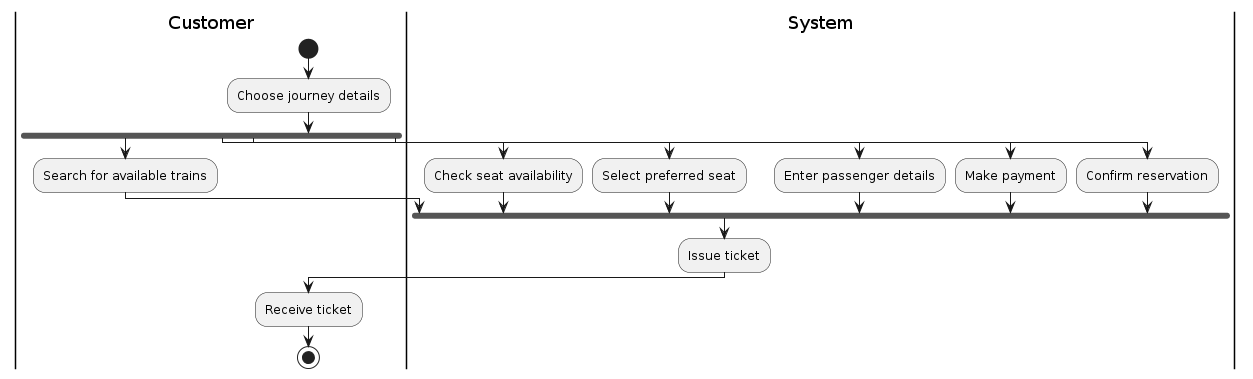 Customer
System
Choose journey details
Search for available trains
Check seat availability
Select preferred seat
Enter passenger details
Make payment
Confirm reservation
Issue ticket
Receive ticket